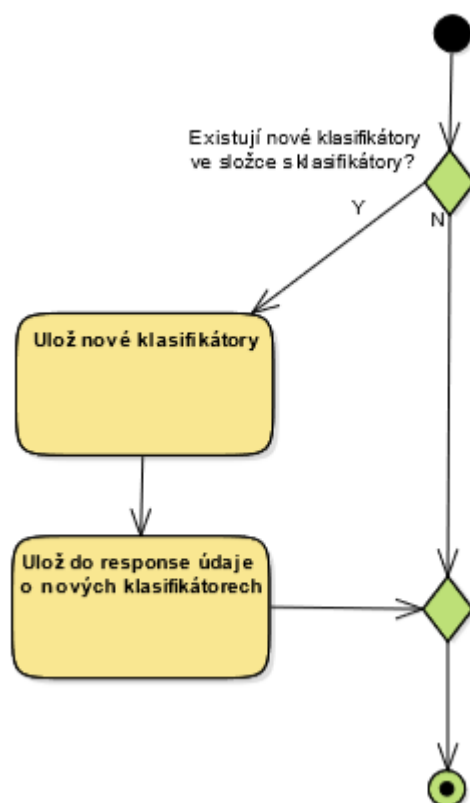 Existují nové klasifikátory
ve složce s klasifikátory?
Y
N
Ulož nové klasifikátory
Ulož do response údaje
o nových klasifikátorech